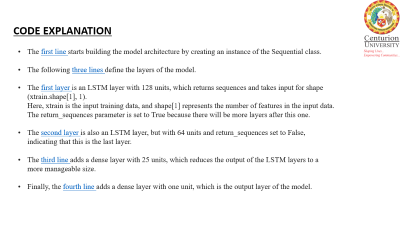 CODE EXPLANATION
Centurion
UNIVERSITY
• The first line starts building the model architecture by creating an instance of the Sequential class.
• The following three lines define the layers of the model.
• The first layer is an LSTM layer with 128 units, which returns sequences and takes input for shape
(xtrain.shape[1], 1).
Here, xtrain is the input training data, and shape[1] represents the number of features in the input data.
The return_sequences parameter is set to True because there will be more layers after this one.
• The second layer is also an LSTM layer, but with 64 units and return_sequences set to False,
indicating that this is the last layer.
• The third line adds a dense layer with 25 units, which reduces the output of the LSTM layers to a
more manageable size.
• Finally, the fourth line adds a dense layer with one unit, which is the output layer of the model.